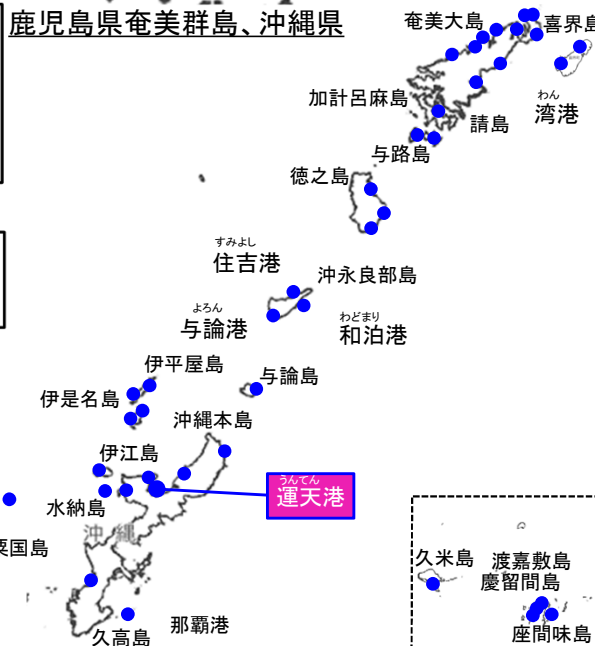 鹿児島県奄美群島、沖縄県
奄美大島
喜界島
加計呂麻島
請島
わん
湾港
与路島
徳之島
すみよし
住吉港
沖永良部島
よろん
与論港
わどまり
和泊港
伊平屋島
与論島
伊是名島
沖縄本島
伊江島
うんてん
運天港
水納島
沖縄
粟国島
久米島
渡嘉敷島
慶留間島
座間味島
那覇港
久高島